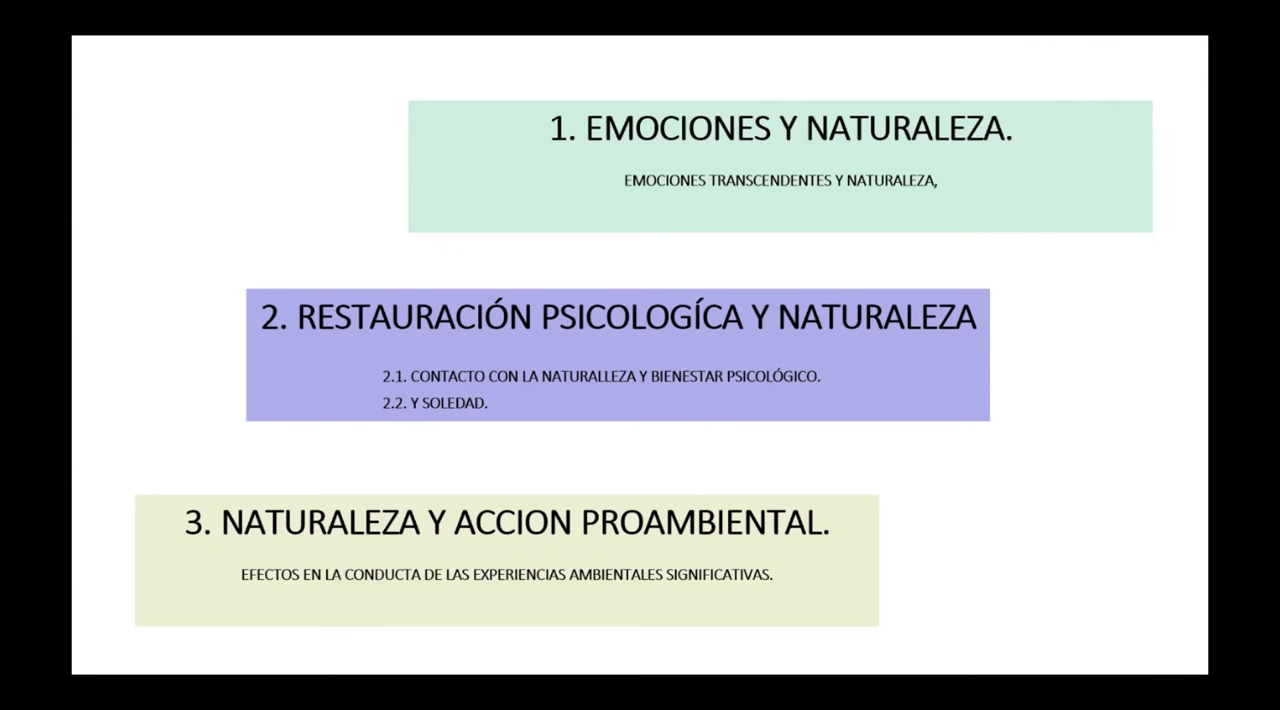 1. EMOCIONES Y NATURALEZA.
EMOCIONES TRANSCENDENTES Y NATURALEZA,
2. RESTAURACIÓN PSICOLOGÍCA Y NATURALEZA
2.1. CONTACTO CON LA NATURALLEZA Y BIENESTAR PSICOLÓGICO.
2.2. Y SOLEDAD.
3. NATURALEZA Y ACCION PROAMBIENTAL.
EFECTOS EN LA CONDUCTA DE LAS EXPERIENCIAS AMBIENTALES SIGNIFICATIVAS.